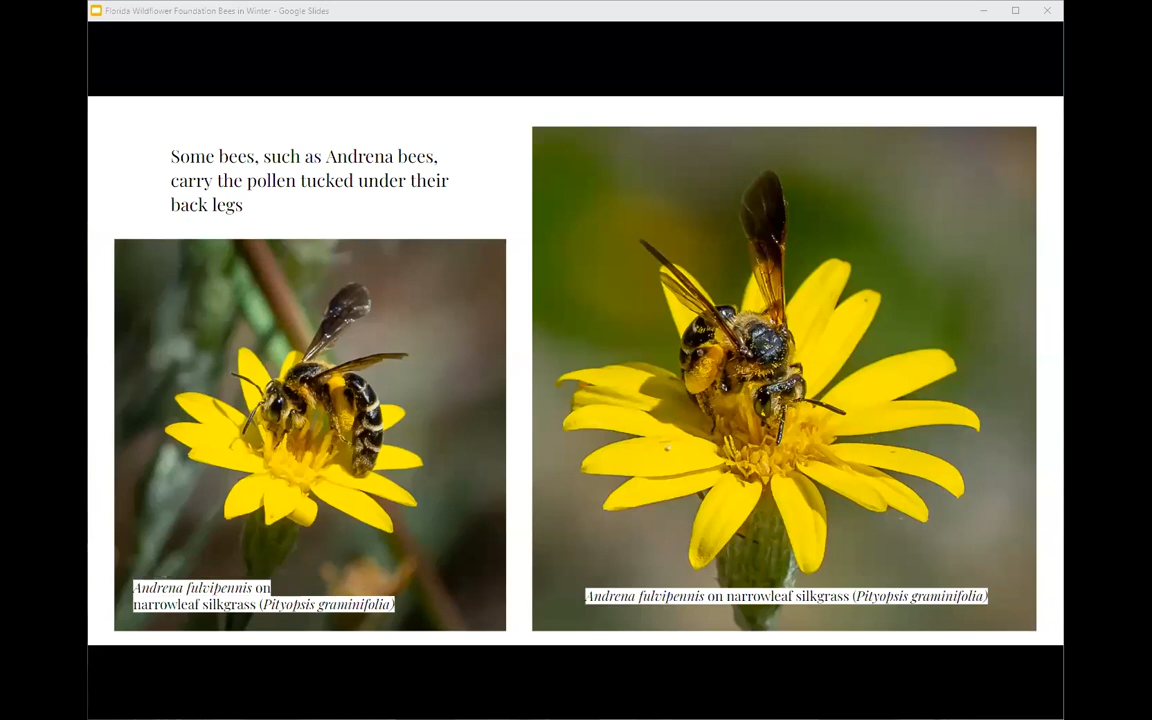 Florida Wildflower Foundation Bees in Winter - Google Slides
Some bees, such as Andrena bees,
carry the pollen tucked under their
back legs
Andrena fulvipennis on
narrowleaf silkgrass (Pityopsis graminifolia)
Andrena fulvipennis on narrowleaf silkgrass (Pityopsis graminifolia)